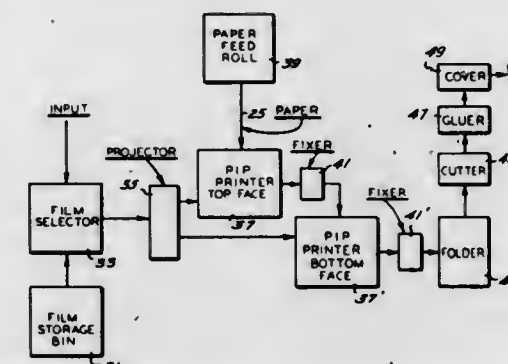 PAPER
FEED
ROLL
39
25
PAPER
INPUT
PROJECTOR
35
PIP
PRINTER
TOP FACE
37
FIXER
41
FILM
SELECTOR
33
PIP
PRINTER
BOTTOM
FACE
37'
FIXER
41'
FOLDER
CUTTER
GLUER
47
COVER
49
FILM
STORAGE
BIN